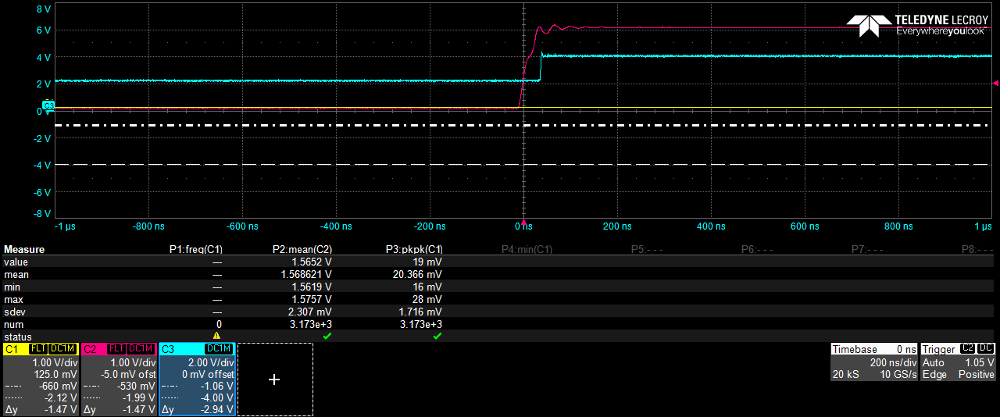 8 V
TELEDYNE LECROY
Everywhereyoulook™
6 V
4 V
2 V
C3
0 V
-2 V
-4 V
-6 V
-8 V
-1 µs -800 ns -600 ns -400 ns -200 ns 0 ns 200 ns 400 ns 600 ns 800 ns 1 µs
Measure P1:freq(C1) P2:mean(C2) P3:pkpk(C1) P4:min(C1) P5:- - - P6:- - - P7:- - - P8:- - -
value --- 1.5652 V 19 mV
mean --- 1.568621 V 20.366 mV
min --- 1.5619 V 16 mV
max --- 1.5757 V 28 mV
sdev --- 2.307 mV 1.716 mV
num 0 3.173e+3 3.173e+3
status
C1 FLT DC1M
1.00 V/div
125.0 mV
-660 mV
-2.12 V
Δy -1.47 V
C2 FLT DC1M
1.00 V/div
-5.0 mV ofst
-530 mV
-1.99 V
Δy -1.47 V
C3 DC1M
2.00 V/div
0 mV offset
-1.06 V
-4.00 V
Δy -2.94 V
+
Timebase 0 ns
200 ns/div
20 kS 10 GS/s
Trigger C2 DC
Auto 1.05 V
Edge Positive